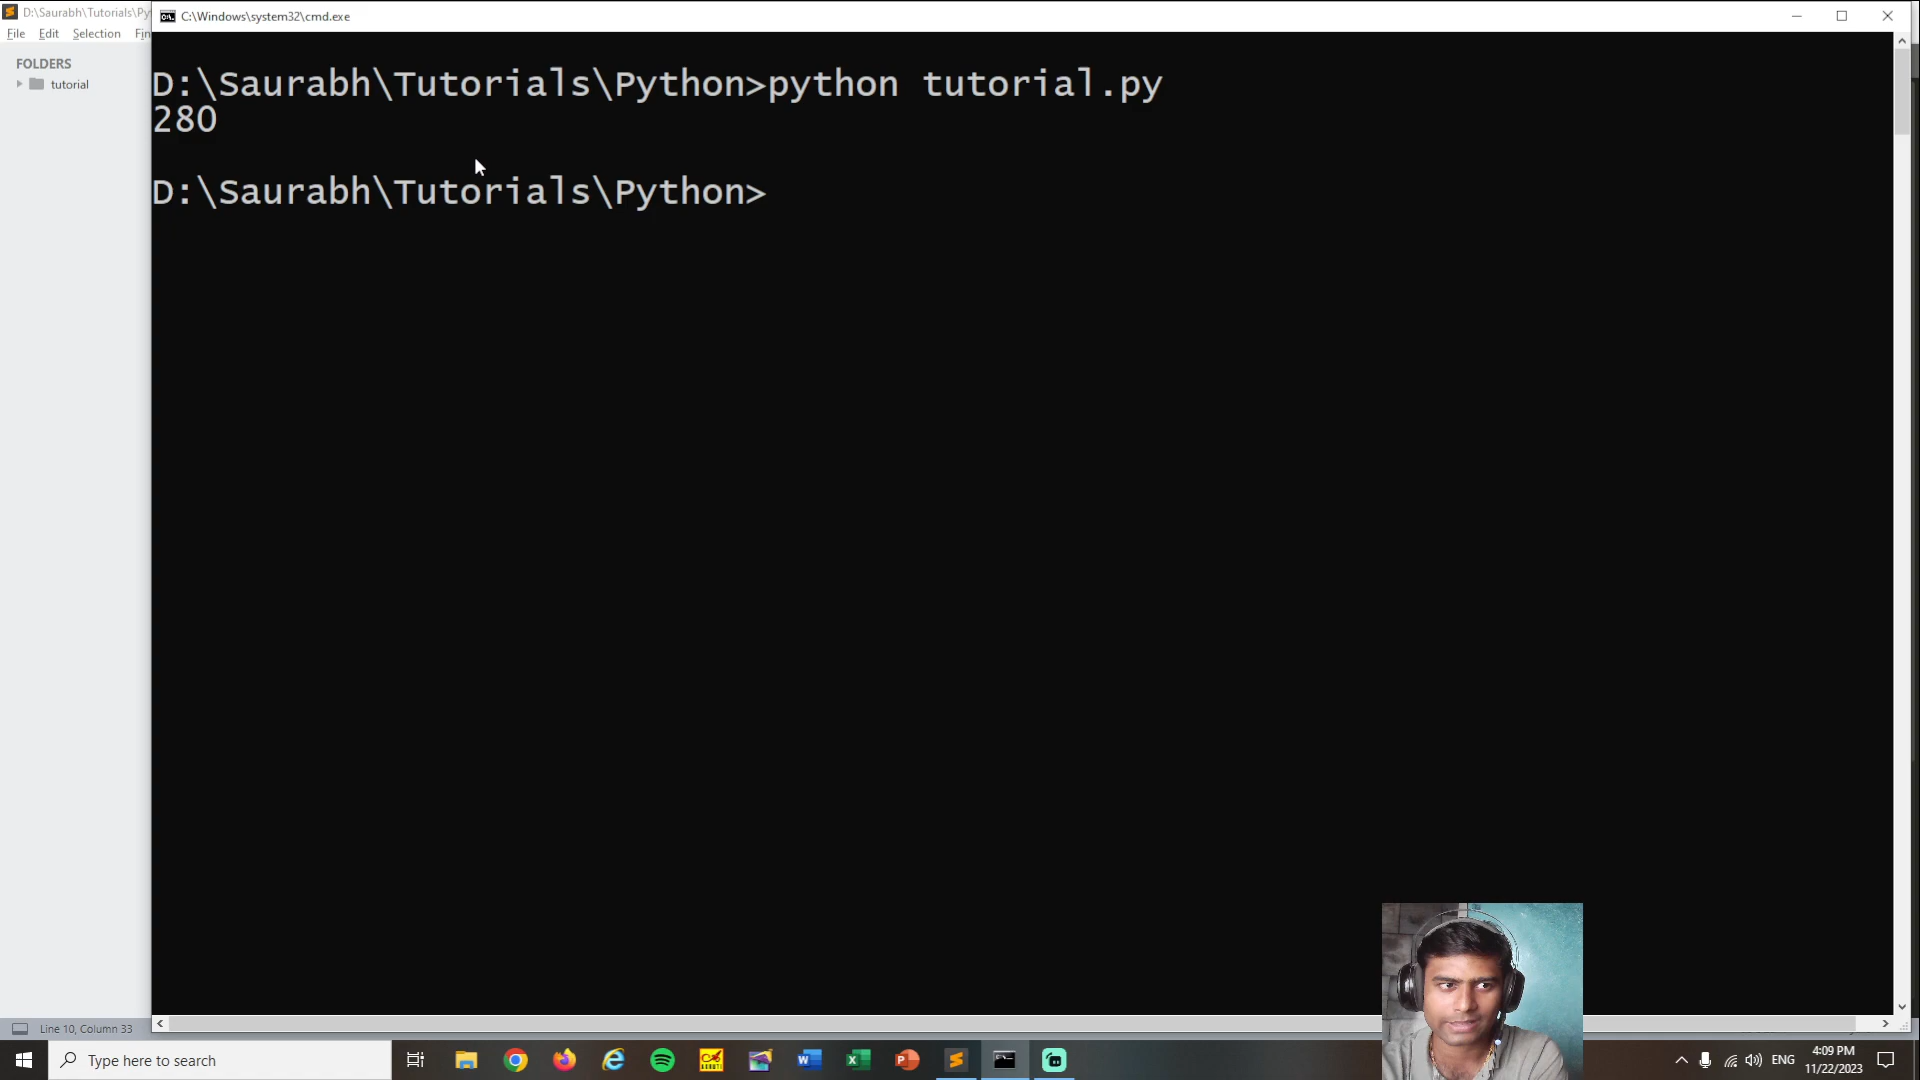 D:\Saurabh\Tutorials\Py
C:\Windows\system32\cmd.exe
File Edit Selection Fin
FOLDERS
tutorial
D:\Saurabh\Tutorials\Python>python tutorial.py
280
D:\Saurabh\Tutorials\Python>
Line 10, Column 33
Type here to search
ENG
4:09 PM
11/22/2023